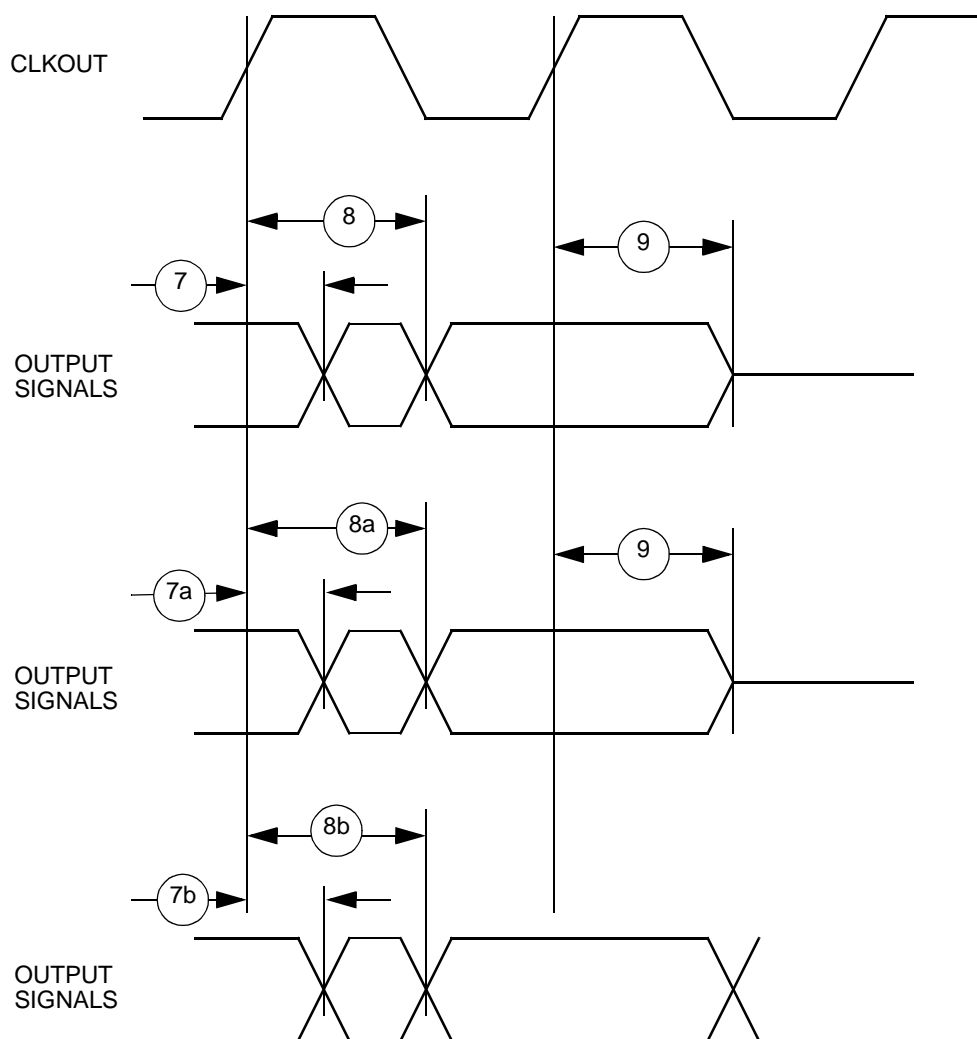 CLKOUT
8
9
7
OUTPUT
SIGNALS
8a
9
7a
OUTPUT
SIGNALS
8b
7b
OUTPUT
SIGNALS